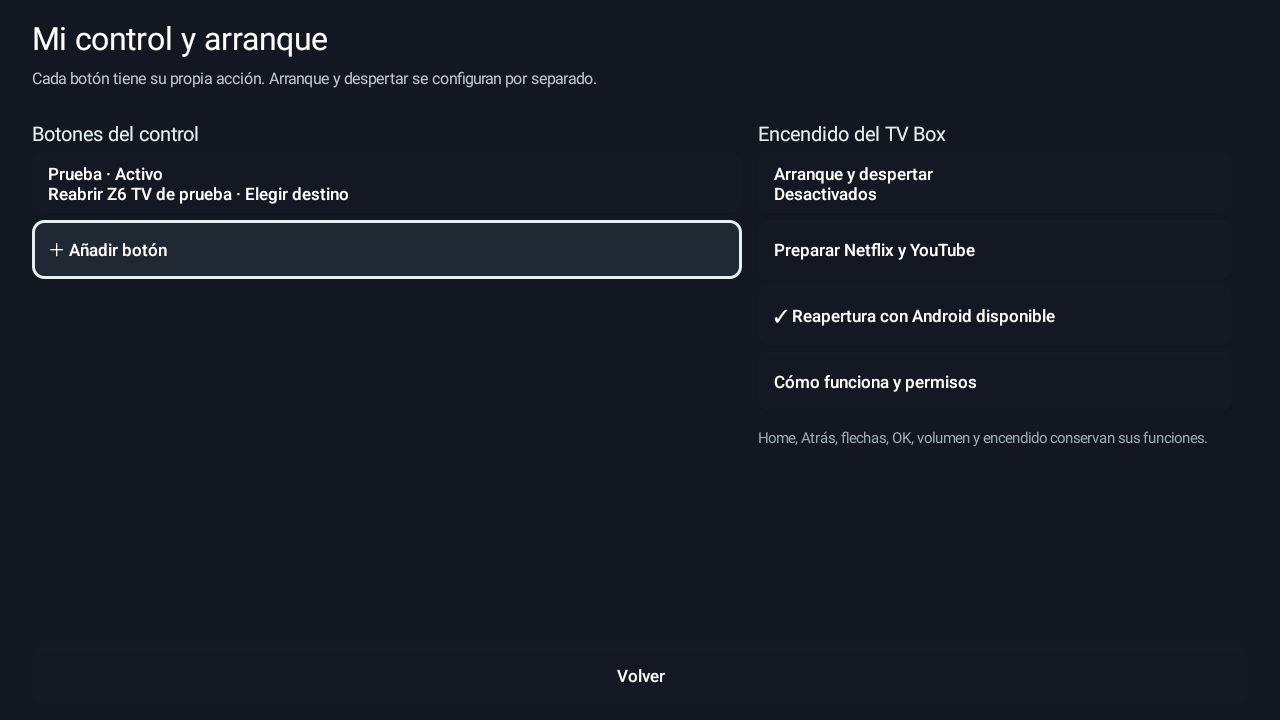 Mi control y arranque
Cada botón tiene su propia acción. Arranque y despertar se configuran por separado.
Botones del control
Prueba · Activo
Reabrir Z6 TV de prueba · Elegir destino
+ Añadir botón
Encendido del TV Box
Arranque y despertar
Desactivados
Preparar Netflix y YouTube
✓ Reapertura con Android disponible
Cómo funciona y permisos
Home, Atrás, flechas, OK, volumen y encendido conservan sus funciones.
Volver